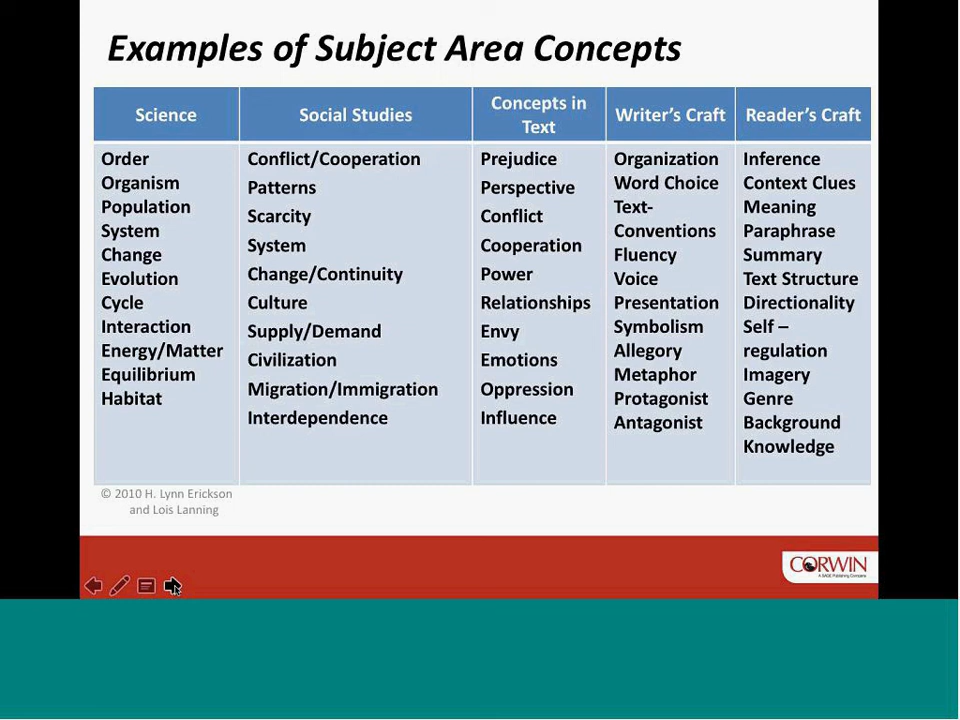 Examples of Subject Area Concepts
Science
Social Studies
Concepts in
Text
Writer's Craft
Reader's Craft
Order
Organism
Population
System
Change
Evolution
Cycle
Interaction
Energy/Matter
Equilibrium
Habitat
Conflict/Cooperation
Patterns
Scarcity
System
Change/Continuity
Culture
Supply/Demand
Civilization
Migration/Immigration
Interdependence
Prejudice
Perspective
Conflict
Cooperation
Power
Relationships
Envy
Emotions
Oppression
Influence
Organization
Word Choice
Text-
Conventions
Fluency
Voice
Presentation
Symbolism
Allegory
Metaphor
Protagonist
Antagonist
Inference
Context Clues
Meaning
Paraphrase
Summary
Text Structure
Directionality
Self –
regulation
Imagery
Genre
Background
Knowledge
© 2010 H. Lynn Erickson
and Lois Lanning
CORWIN
A SAGE Publishing Company